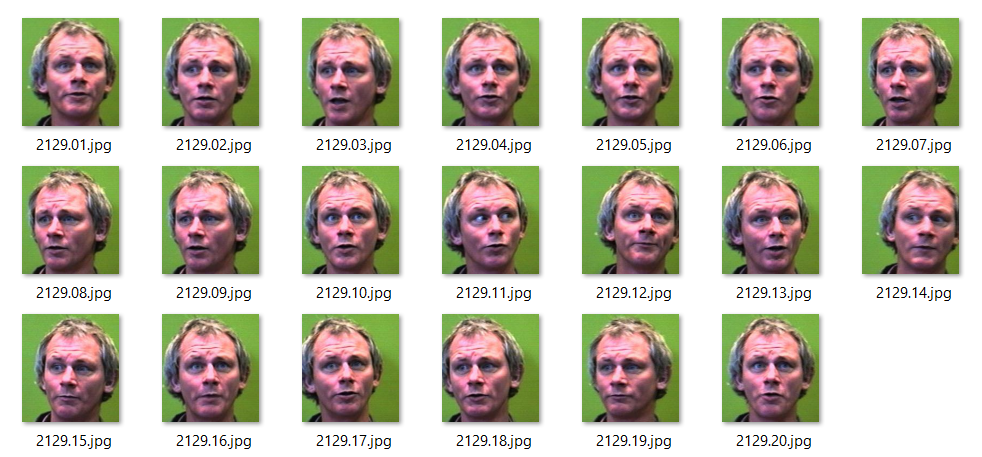 2129.01.jpg 2129.02.jpg 2129.03.jpg 2129.04.jpg 2129.05.jpg 2129.06.jpg 2129.07.jpg
2129.08.jpg 2129.09.jpg 2129.10.jpg 2129.11.jpg 2129.12.jpg 2129.13.jpg 2129.14.jpg
2129.15.jpg 2129.16.jpg 2129.17.jpg 2129.18.jpg 2129.19.jpg 2129.20.jpg